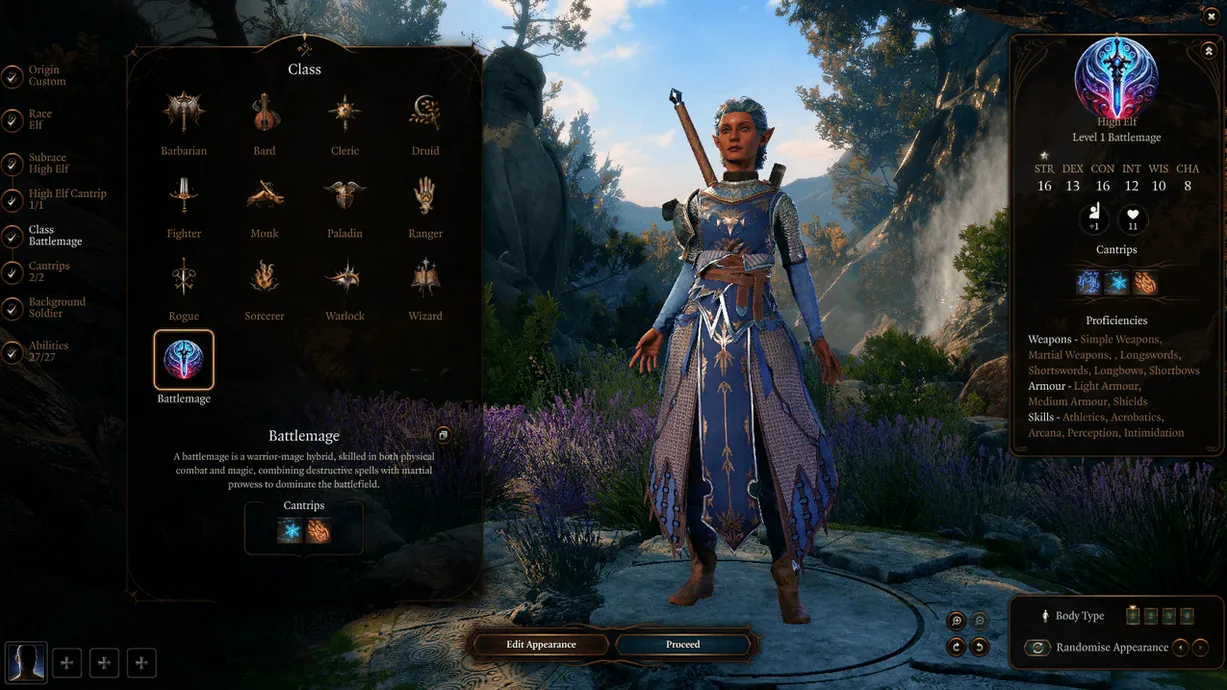 Origin
Custom
Race
Elf
Subrace
High Elf
High Elf Cantrip
1/1
Class
Battlemage
Cantrips
2/2
Background
Soldier
Abilities
27/27
Class
Barbarian
Bard
Cleric
Druid
Fighter
Monk
Paladin
Ranger
Rogue
Sorcerer
Warlock
Wizard
Battlemage
Battlemage
A battlemage is a warrior-mage hybrid, skilled in both physical
combat and magic, combining destructive spells with martial
prowess to dominate the battlefield.
Cantrips
Edit Appearance
Proceed
High Elf
Level 1 Battlemage
STR DEX CON INT WIS CHA
16 13 16 12 10 8
+1 11
Cantrips
Proficiencies
Weapons - Simple Weapons,
Martial Weapons, , Longswords,
Shortswords, Longbows, Shortbows
Armour - Light Armour,
Medium Armour, Shields
Skills - Athletics, Acrobatics,
Arcana, Perception, Intimidation
Body Type 1 2 3 4
Randomise Appearance